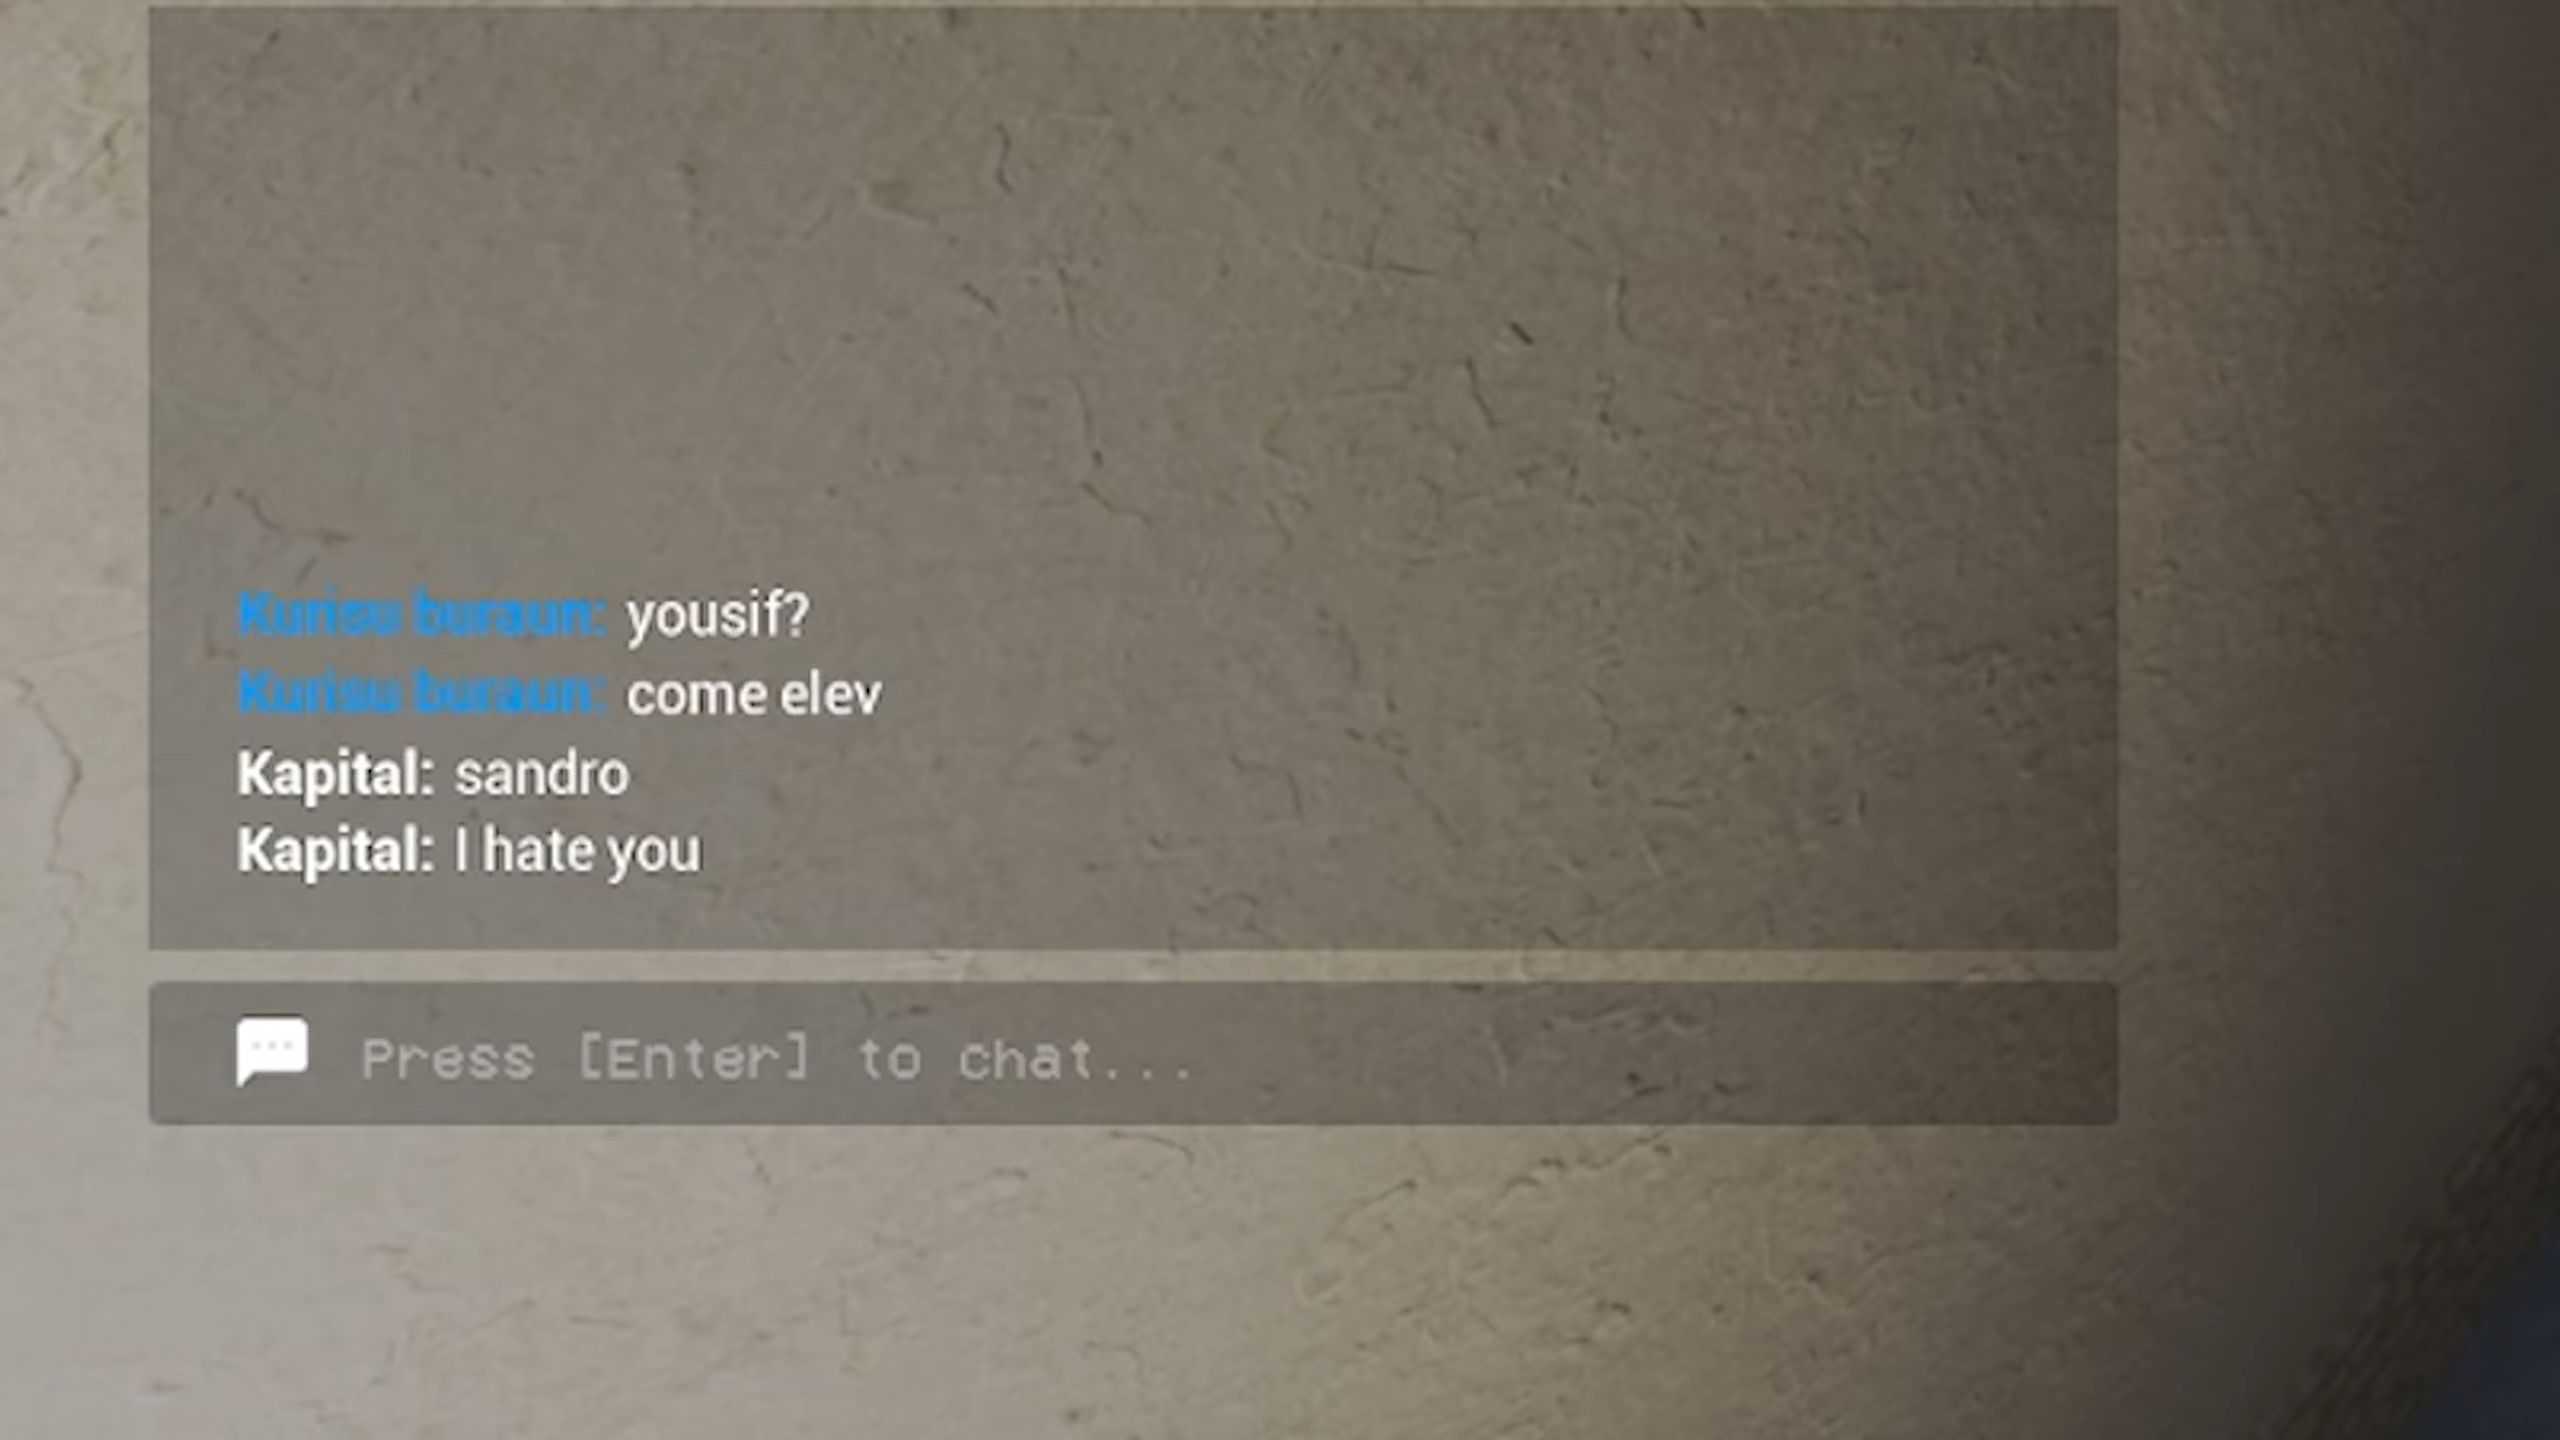 Kurisu buraun: yousif?
Kurisu buraun: come elev
Kapital: sandro
Kapital: I hate you
Press [Enter] to chat...